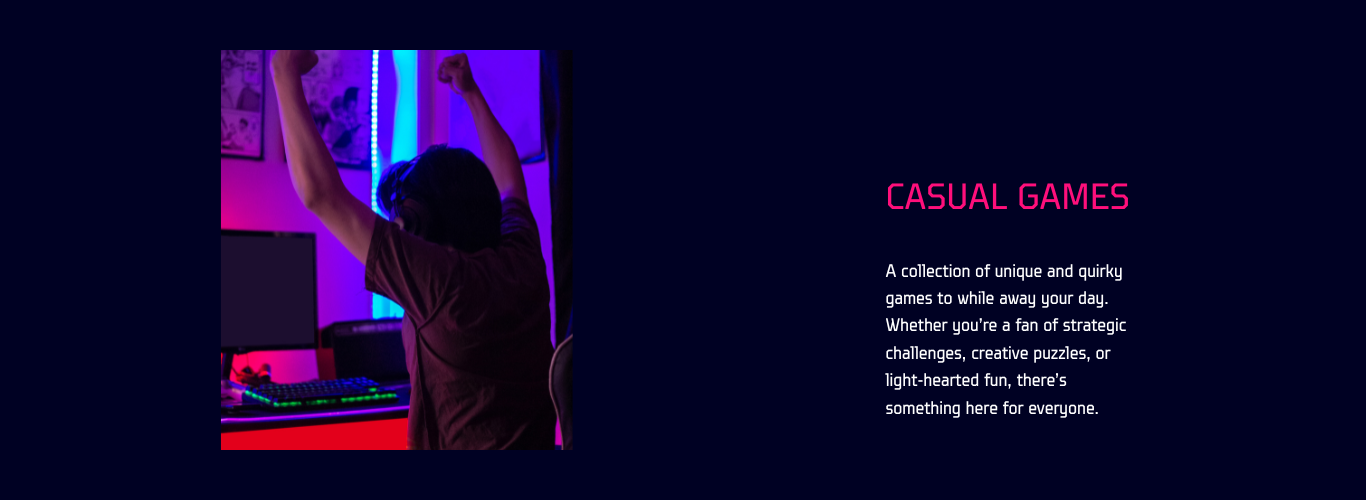 CASUAL GAMES
A collection of unique and quirky
games to while away your day.
Whether you're a fan of strategic
challenges, creative puzzles, or
light-hearted fun, there's
something here for everyone.